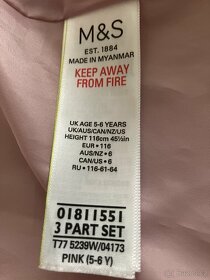 M&S
EST. 1884
MADE IN MYANMAR
KEEP AWAY
FROM FIRE
UK AGE 5-6 YEARS
UK/AUS/CAN/NZ/US
HEIGHT 116cm 45½in
EUR • 116
AUS/NZ • 6
CAN/US • 6
RU • 116-61-64
01811551
3 PART SET
T77 5239W/04173
PINK (5-6 Y)